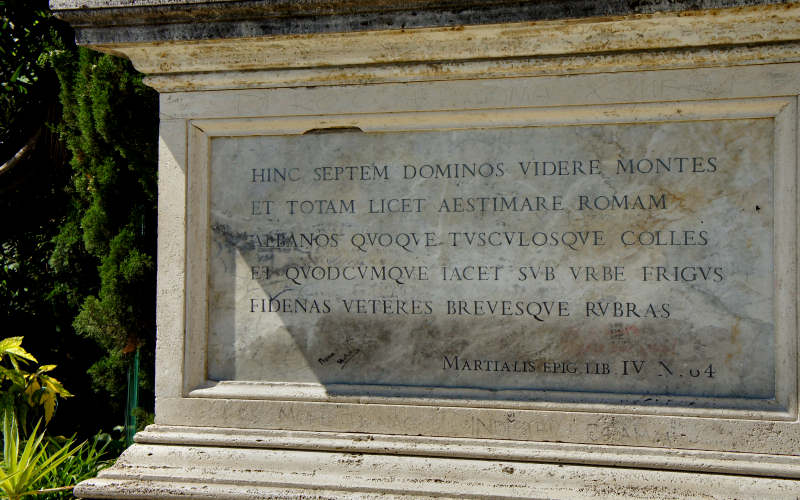 HINC SEPTEM DOMINOS VIDERE MONTES
ET TOTAM LICET AESTIMARE ROMAM
ALBANOS QVOQVE TVSCVLOSQVE COLLES
ET QVODCVMQVE IACET SVB VRBE FRIGVS
FIDENAS VETERES BREVESQVE RVBRAS
MARTIALIS EPIG. LIB. IV N. 64